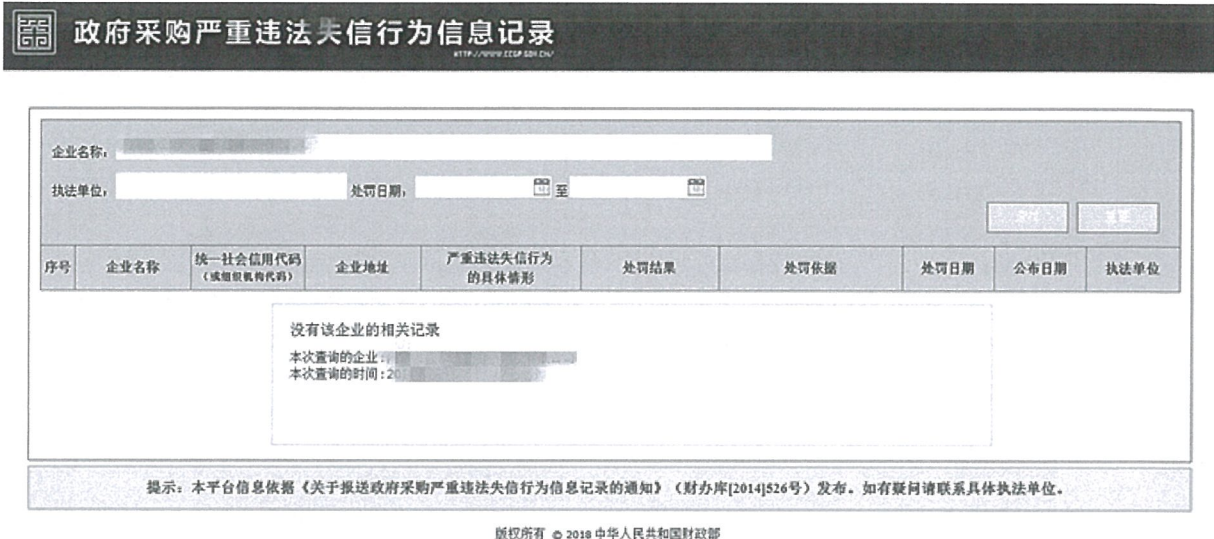 政府采购严重违法失信行为信息记录
HTTP://WWW.CCGP.GOV.CN/
企业名称:
执法单位: 处罚日期: 至
序号 企业名称 统一社会信用代码 (或组织机构代码) 企业地址 严重违法失信行为 的具体情形 处罚结果 处罚依据 处罚日期 公布日期 执法单位
没有该企业的相关记录
本次查询的企业:
本次查询的时间:20
提示:本平台信息依据《关于报送政府采购严重违法失信行为信息记录的通知》(财办库[2014]526号)发布。如有疑问请联系具体执法单位。
版权所有 © 2018 中华人民共和国财政部